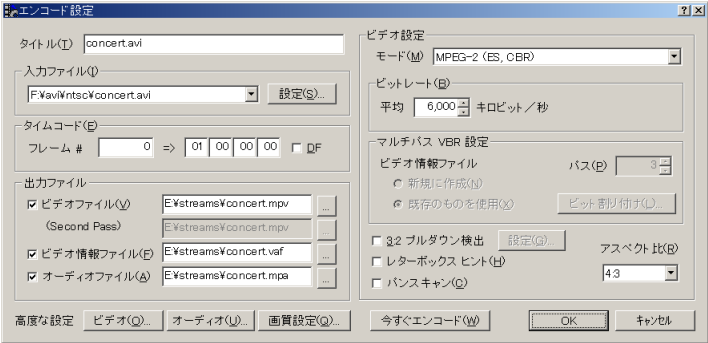 エンコード設定
タイトル(T) concert.avi
入力ファイル(I)
F:¥avi¥ntsc¥concert.avi 設定(S)...
タイムコード(E)
フレーム # 0 => 01 00 00 00 DF
出力ファイル
ビデオファイル(V) E:¥streams¥concert.mpv ...
(Second Pass) E:¥streams¥concert.mpv ...
ビデオ情報ファイル(F) E:¥streams¥concert.vaf ...
オーディオファイル(A) E:¥streams¥concert.mpa ...
高度な設定 ビデオ(O)... オーディオ(U)... 画質設定(Q)...
ビデオ設定
モード(M) MPEG-2 (ES, CBR)
ビットレート(B)
平均 6,000 キロビット／秒
マルチパス VBR 設定
ビデオ情報ファイル パス(P) 3
新規に作成(N)
既存のものを使用(X) ビット割り付け(L)...
3:2 プルダウン検出 設定(G)...
レターボックス ヒント(H)
パンスキャン(C)
アスペクト比(R)
4:3
今すぐエンコード(W) OK キャンセル